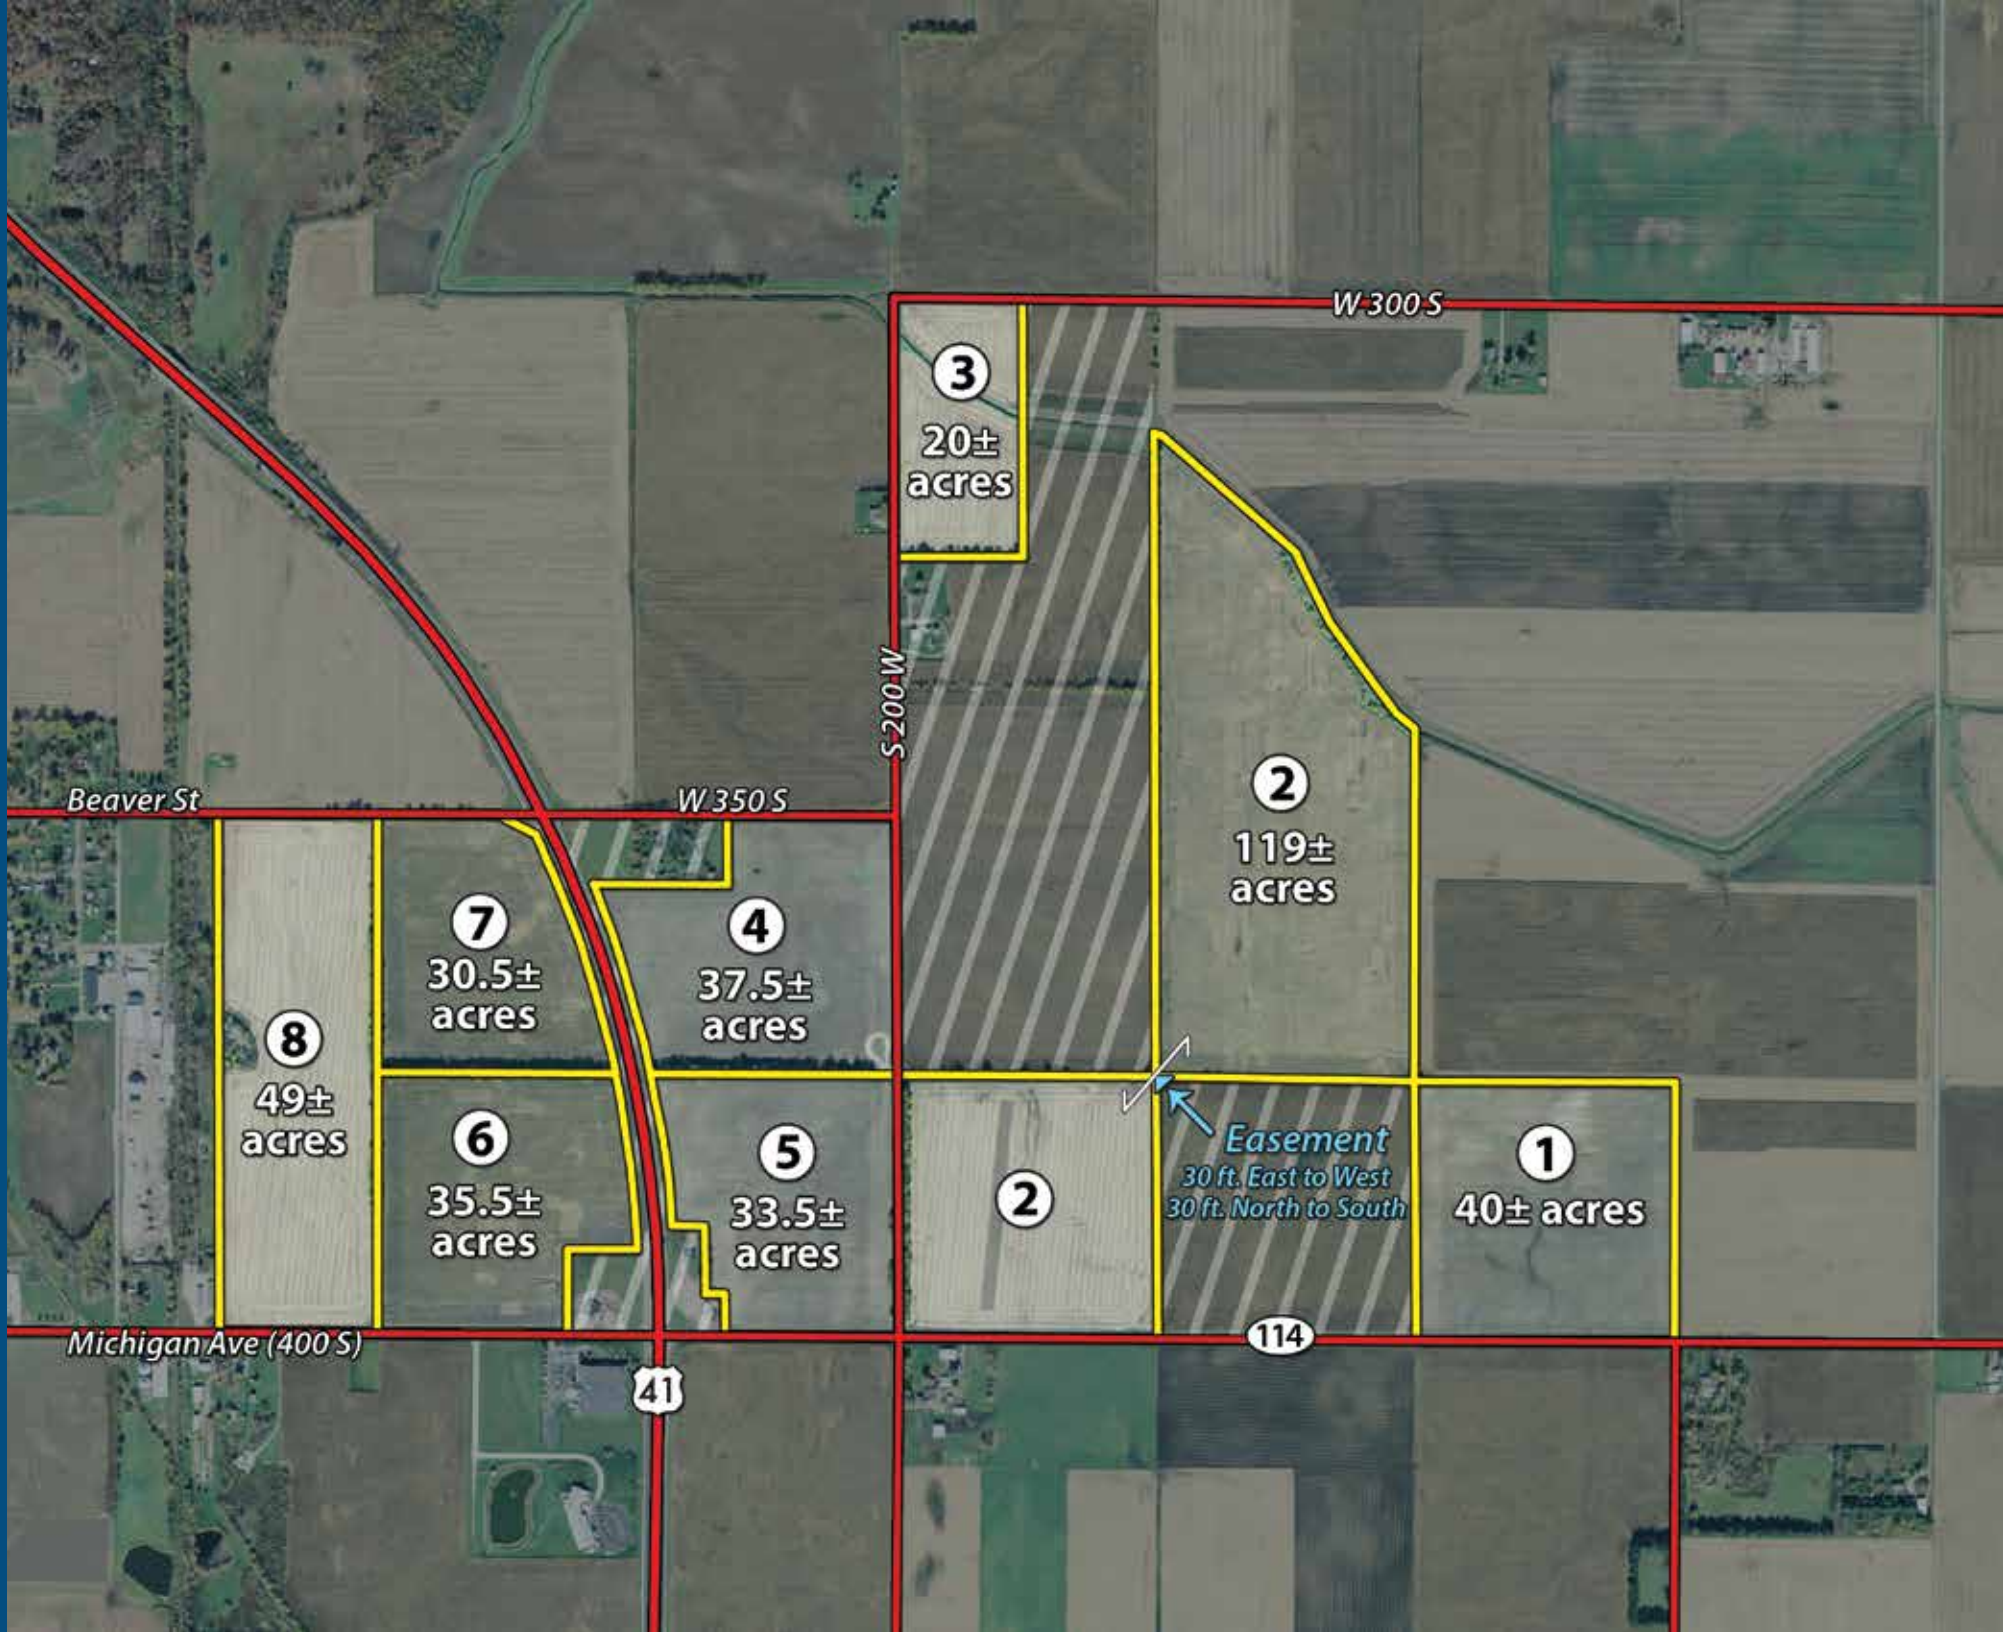 W 300 S
3
20±
acres
S 200 W
2
119±
acres
Beaver St
W 350 S
7
30.5±
acres
4
37.5±
acres
8
49±
acres
6
35.5±
acres
5
33.5±
acres
2
Easement
30 ft. East to West
30 ft. North to South
1
40± acres
Michigan Ave (400 S)
114
41